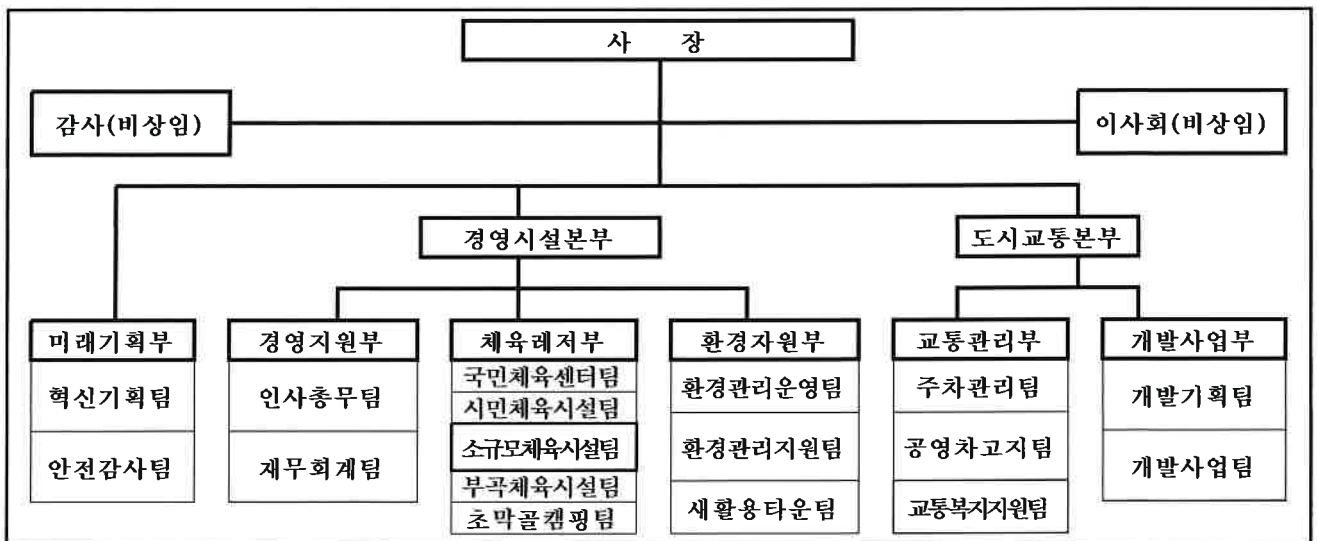 사 장
감사(비상임)
이사회(비상임)
경영시설본부
도시교통본부
미래기획부
혁신기획팀
안전감사팀
경영지원부
인사총무팀
재무회계팀
체육레저부
국민체육센터팀
시민체육시설팀
소규모체육시설팀
부곡체육시설팀
초막골캠핑팀
환경자원부
환경관리운영팀
환경관리지원팀
새활용타운팀
교통관리부
주차관리팀
공영차고지팀
교통복지지원팀
개발사업부
개발기획팀
개발사업팀